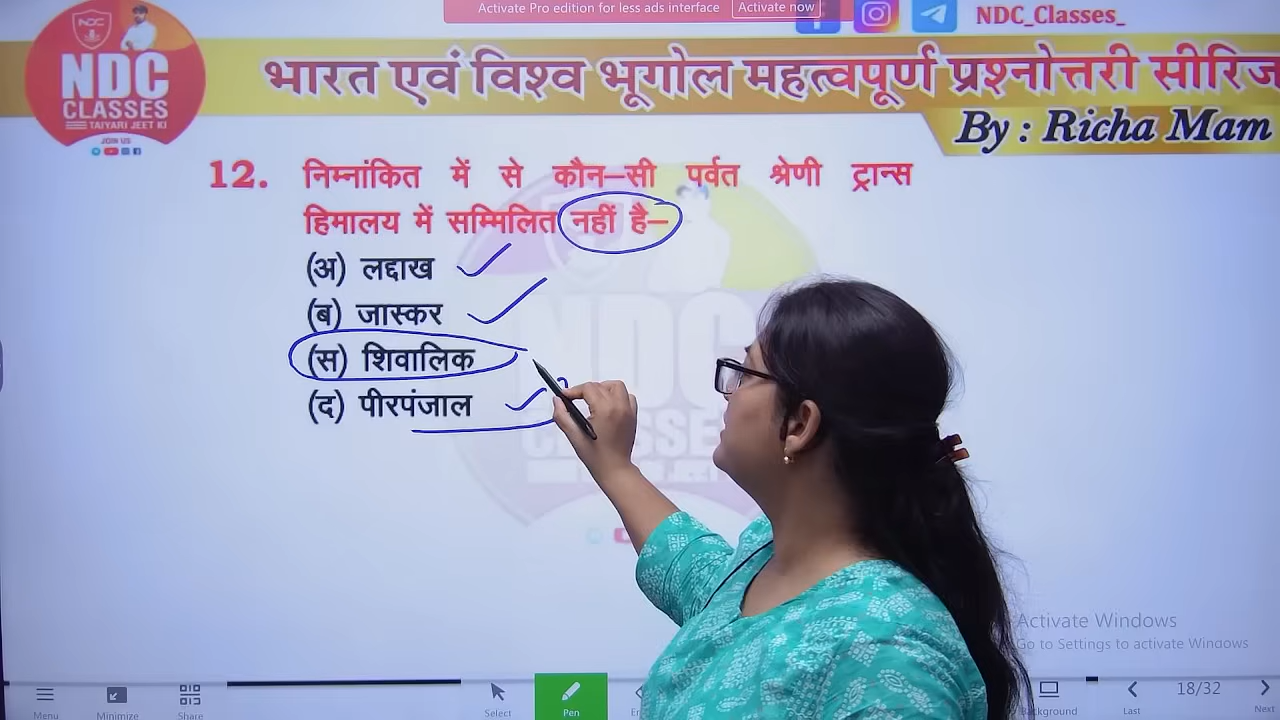 Activate Pro edition for less ads interface Activate now
NDC_Classes_
NDC
NDC
CLASSES
TAIYARI JEET KI
JOIN US
भारत एवं विश्व भूगोल महत्वपूर्ण प्रश्नोत्तरी सीरिज
By : Richa Mam
12. निम्नांकित में से कौन–सी पर्वत श्रेणी ट्रान्स
हिमालय में सम्मिलित नहीं है–
(अ) लद्दाख
(ब) जास्कर
(स) शिवालिक
(द) पीरपंजाल
NDC
Activate Windows
Go to Settings to activate Windows
Menu Minimize Share Select Pen Background Last 18/32 Next